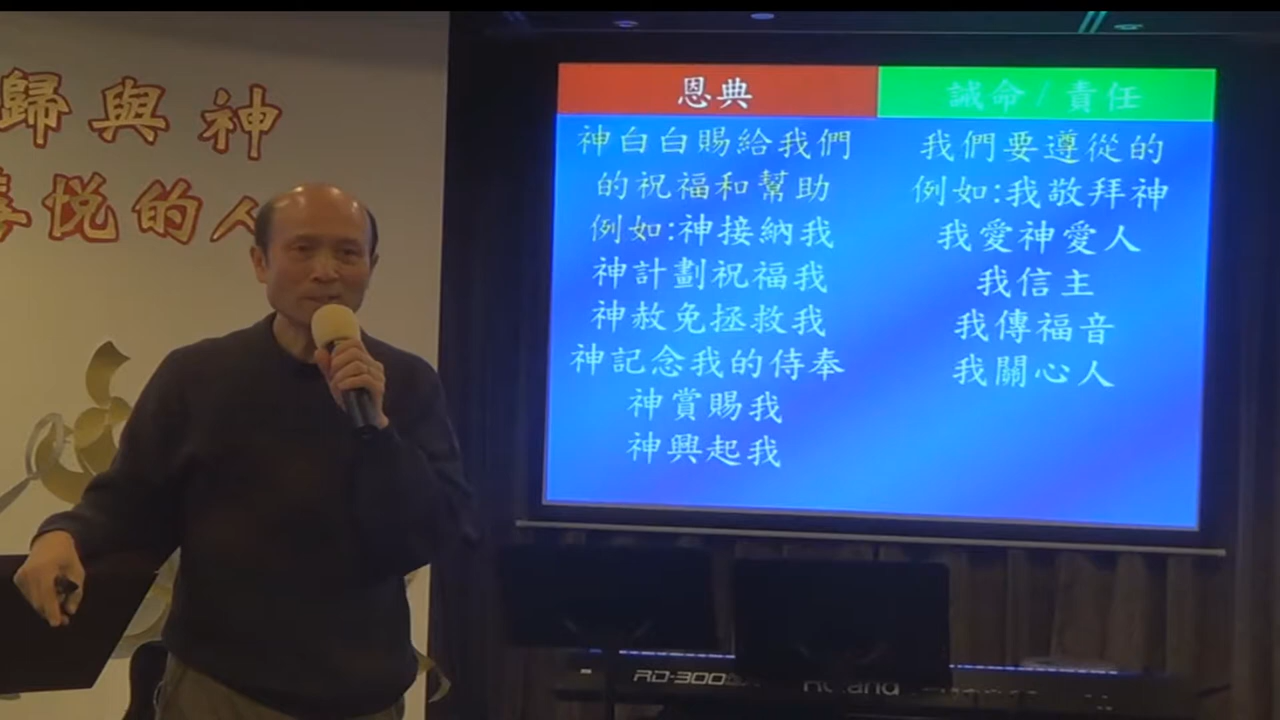 歸與神
喜悅的人
恩典
神白白賜給我們
的祝福和幫助
例如:神接納我
神計劃祝福我
神赦免拯救我
神記念我的侍奉
神賞賜我
神興起我
誡命/責任
我們要遵從的
例如:我敬拜神
我愛神愛人
我信主
我傳福音
我關心人
RD-300
Roland